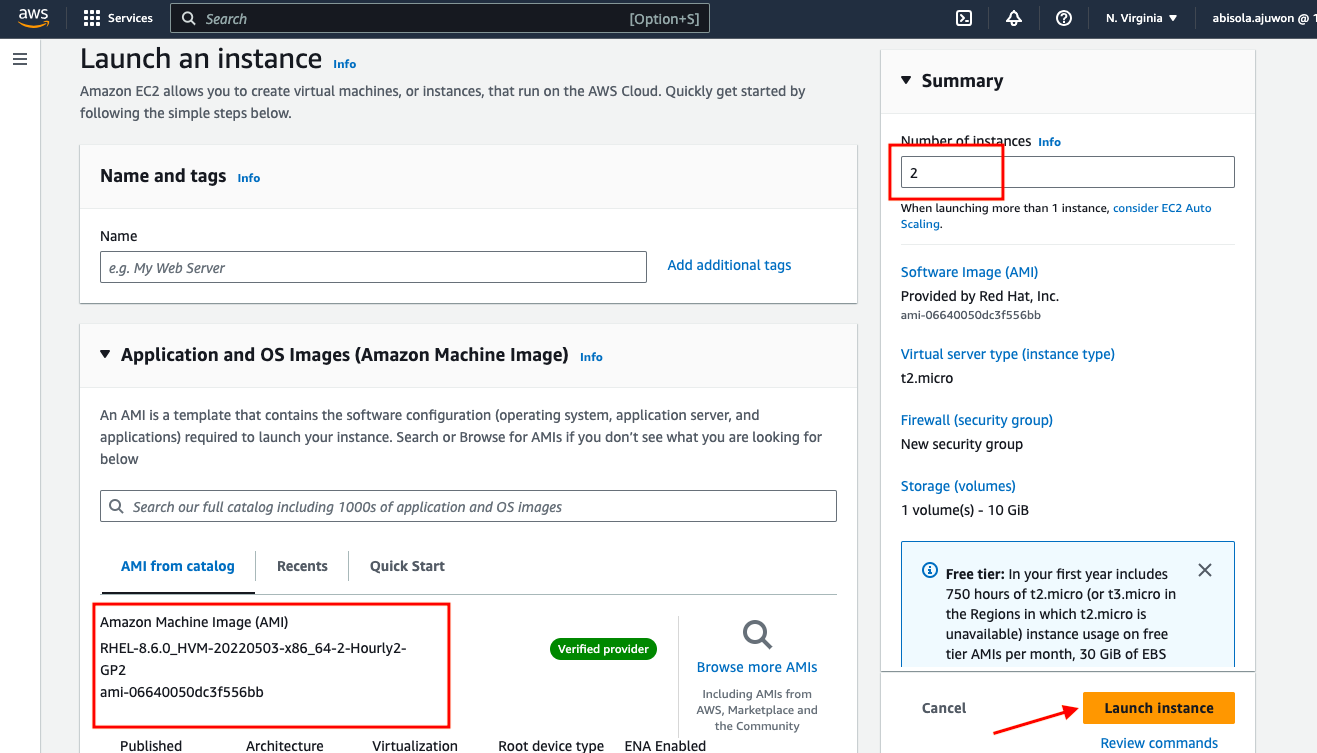 aws
Services
Search
[Option+S]
N. Virginia
abisola.ajuwon @ 1
Launch an instance Info
Amazon EC2 allows you to create virtual machines, or instances, that run on the AWS Cloud. Quickly get started by
following the simple steps below.
Name and tags Info
Name
e.g. My Web Server
Add additional tags
Application and OS Images (Amazon Machine Image) Info
An AMI is a template that contains the software configuration (operating system, application server, and
applications) required to launch your instance. Search or Browse for AMIs if you don't see what you are looking for
below
Search our full catalog including 1000s of application and OS images
AMI from catalog
Recents
Quick Start
Amazon Machine Image (AMI)
RHEL-8.6.0_HVM-20220503-x86_64-2-Hourly2-
GP2
ami-06640050dc3f556bb
Verified provider
Browse more AMIs
Including AMIs from
AWS, Marketplace and
the Community
Published
Architecture
Virtualization
Root device type
ENA Enabled
Summary
Number of instances Info
2
When launching more than 1 instance, consider EC2 Auto
Scaling.
Software Image (AMI)
Provided by Red Hat, Inc.
ami-06640050dc3f556bb
Virtual server type (instance type)
t2.micro
Firewall (security group)
New security group
Storage (volumes)
1 volume(s) - 10 GiB
Free tier: In your first year includes
750 hours of t2.micro (or t3.micro in
the Regions in which t2.micro is
unavailable) instance usage on free
tier AMIs per month, 30 GiB of EBS
Cancel
Launch instance
Review commands